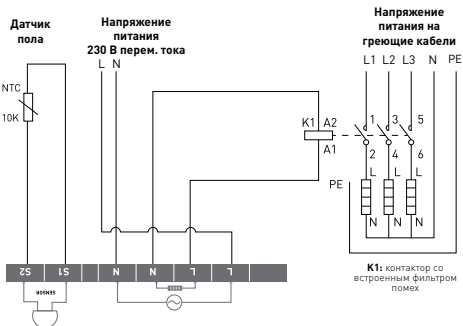 Датчик
пола
Напряжение
питания
230 В перем. тока
L N
Напряжение
питания на
греющие кабели
L1 L2 L3 N PE
NTC
10K
K1 A2
A1
1 3 5
2 4 6
L L L
PE
N N N
S2 S1 N N L L
SENSOR
K1: контактор со
встроенным фильтром
помех